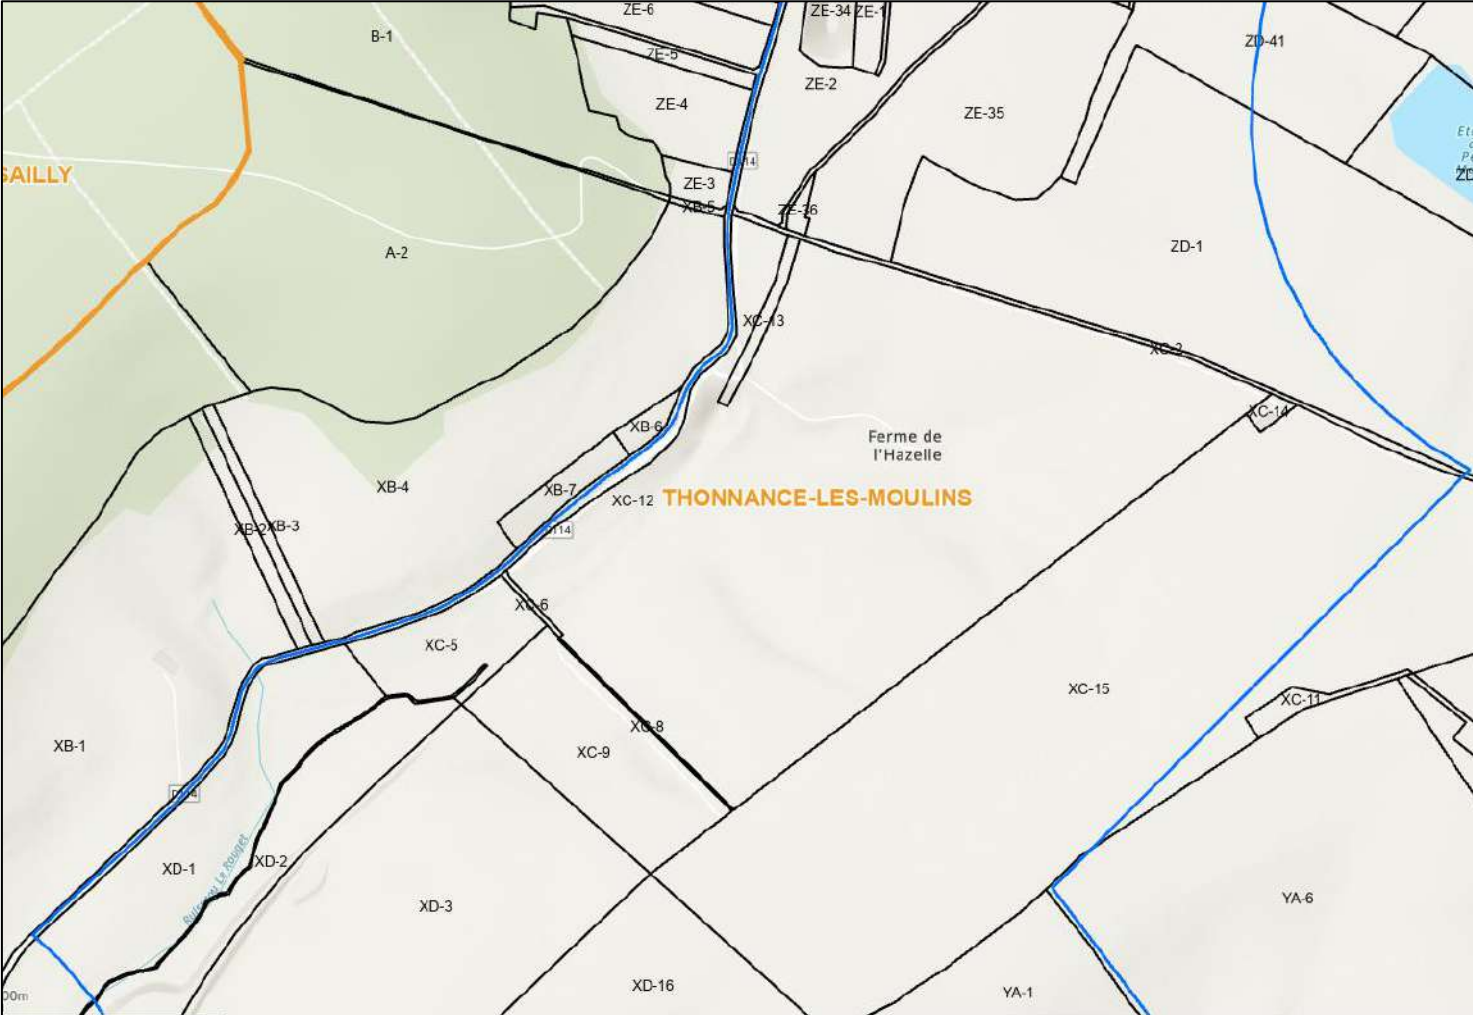 ZE-6
ZE-34
ZE-1
B-1
ZD-41
ZE-5
ZE-2
ZE-4
ZE-35
D114
SAILLY
ZE-3
XB-5
ZE-36
A-2
ZD-1
XC-13
XC-2
XC-14
XB-6
Ferme de
l'Hazelle
XB-4
XB-7
XC-12
THONNANCE-LES-MOULINS
XB-2
XB-3
D114
XC-6
XC-5
XC-15
XC-11
XC-8
XB-1
XC-9
D114
XD-1
XD-2
Ruisseau Le Rouget
YA-6
XD-3
XD-16
YA-1
00m